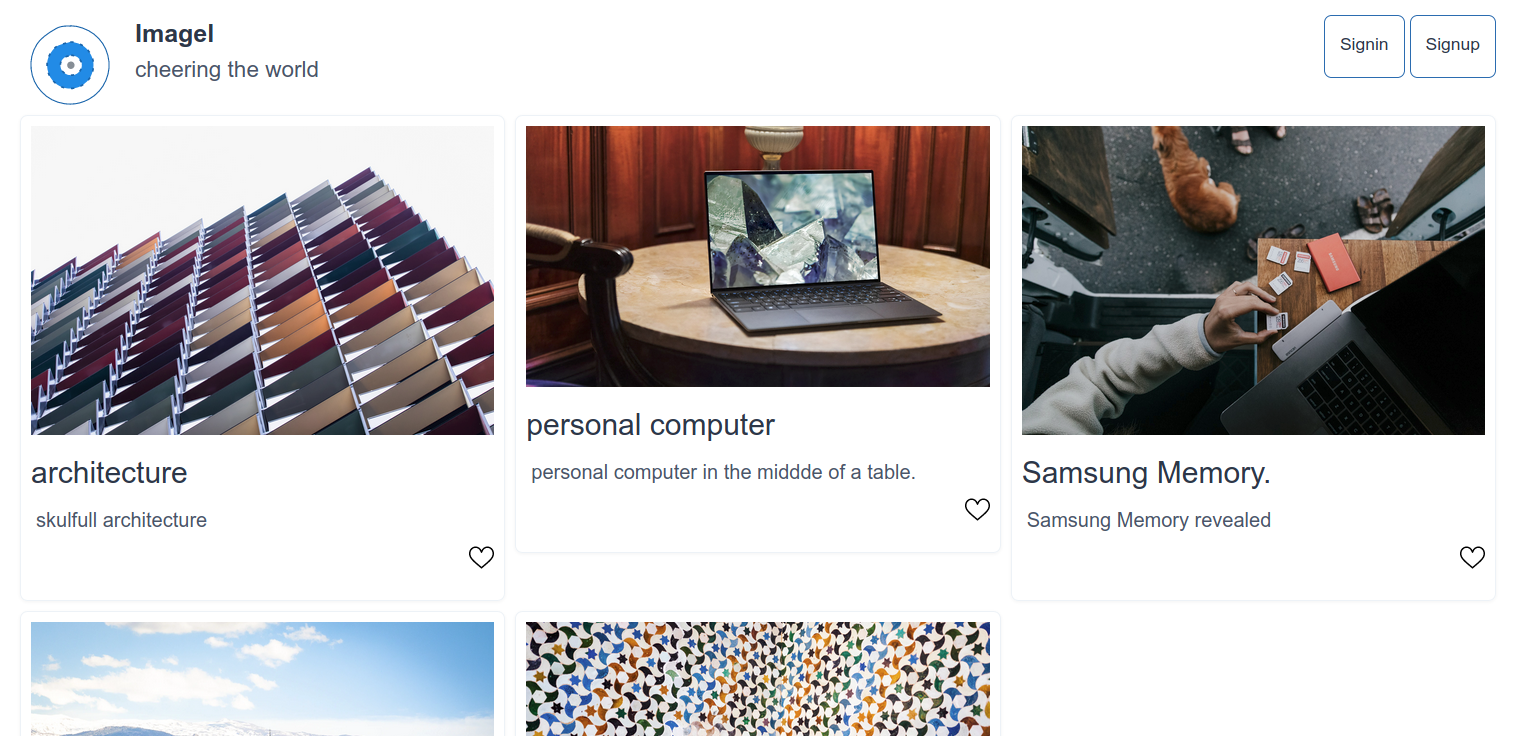 Imagel
cheering the world
Signin
Signup
architecture
skulfull architecture
personal computer
personal computer in the middde of a table.
Samsung Memory.
Samsung Memory revealed